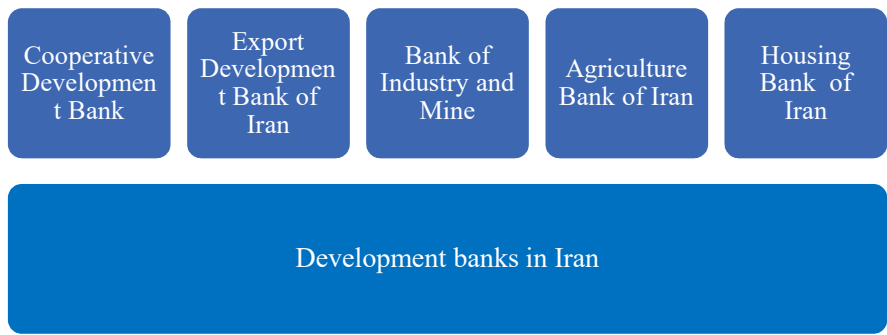 Cooperative
Developmen
t Bank
Export
Developmen
t Bank of
Iran
Bank of
Industry and
Mine
Agriculture
Bank of Iran
Housing
Bank of
Iran
Development banks in Iran